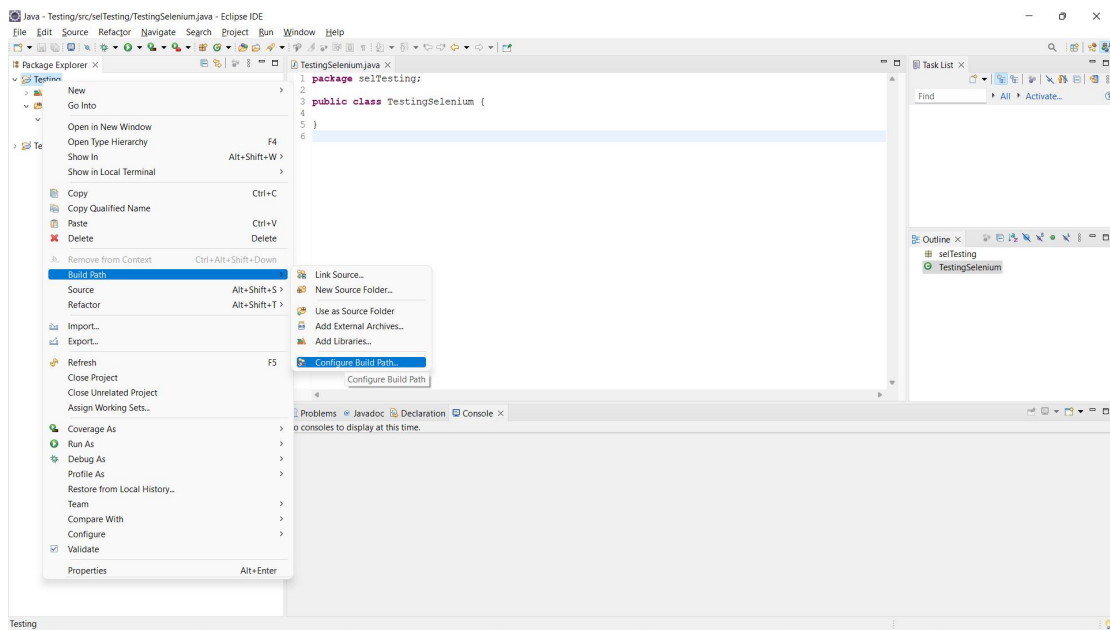 Java - Testing/src/selTesting/TestingSelenium.java - Eclipse IDE
File Edit Source Refactor Navigate Search Project Run Window Help
Package Explorer
Testing
Te
New
Go Into
Open in New Window
Open Type Hierarchy F4
Show In Alt+Shift+W >
Show in Local Terminal
Copy Ctrl+C
Copy Qualified Name
Paste Ctrl+V
Delete Delete
Remove from Context Ctrl+Alt+Shift+Down
Build Path
Source Alt+Shift+S >
Refactor Alt+Shift+T >
Import...
Export...
Refresh F5
Close Project
Close Unrelated Project
Assign Working Sets...
Coverage As
Run As
Debug As
Profile As
Restore from Local History...
Team
Compare With
Configure
Validate
Properties Alt+Enter
Link Source...
New Source Folder...
Use as Source Folder
Add External Archives...
Add Libraries...
Configure Build Path...
Configure Build Path
TestingSelenium.java
1 package selTesting;
2
3 public class TestingSelenium {
4
5 }
6
Problems Javadoc Declaration Console
o consoles to display at this time.
Task List
Find All Activate...
Outline
selTesting
TestingSelenium
Testing